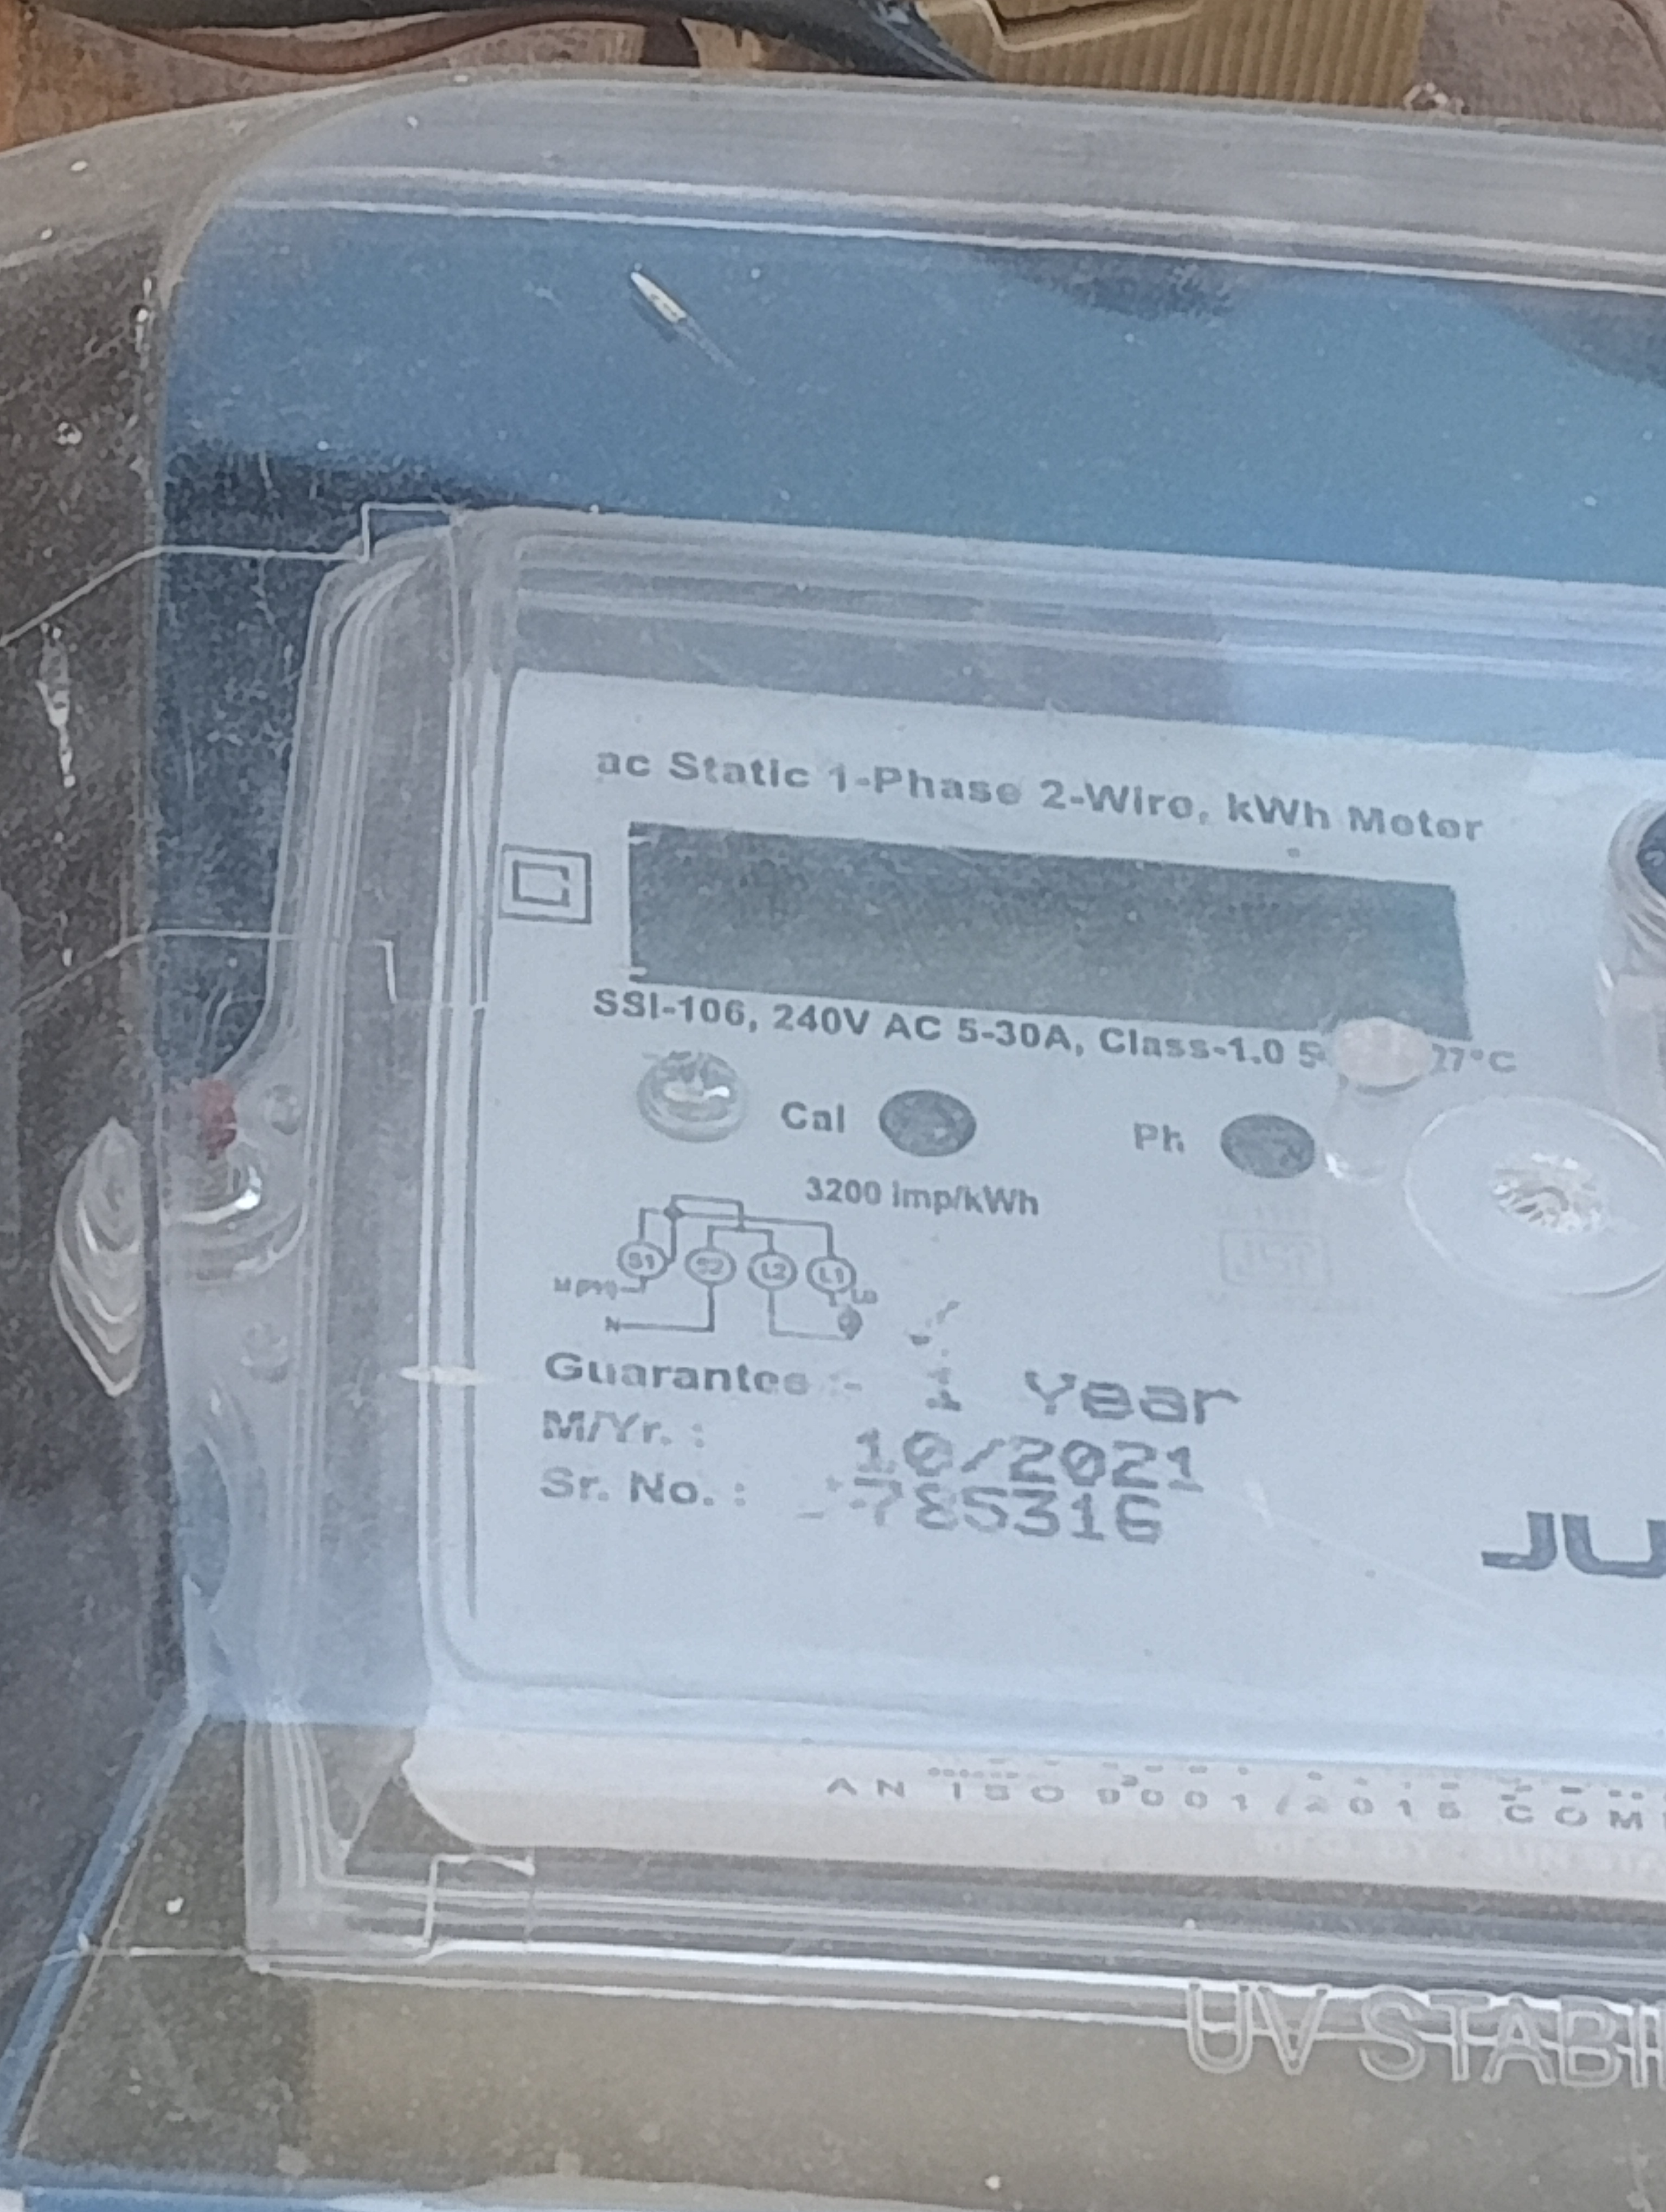 ac Static 1-Phase 2-Wire, kWh Meter
SSI-106, 240V AC 5-30A, Class-1.0 27°C
Cal
Ph
3200 imp/kWh
S1 S2 L2 L1
N
Guarantee :- 1 Year
M/Yr. : 10/2021
Sr. No. : 785316
JU
AN ISO 9001/2015 COM
UV STABI